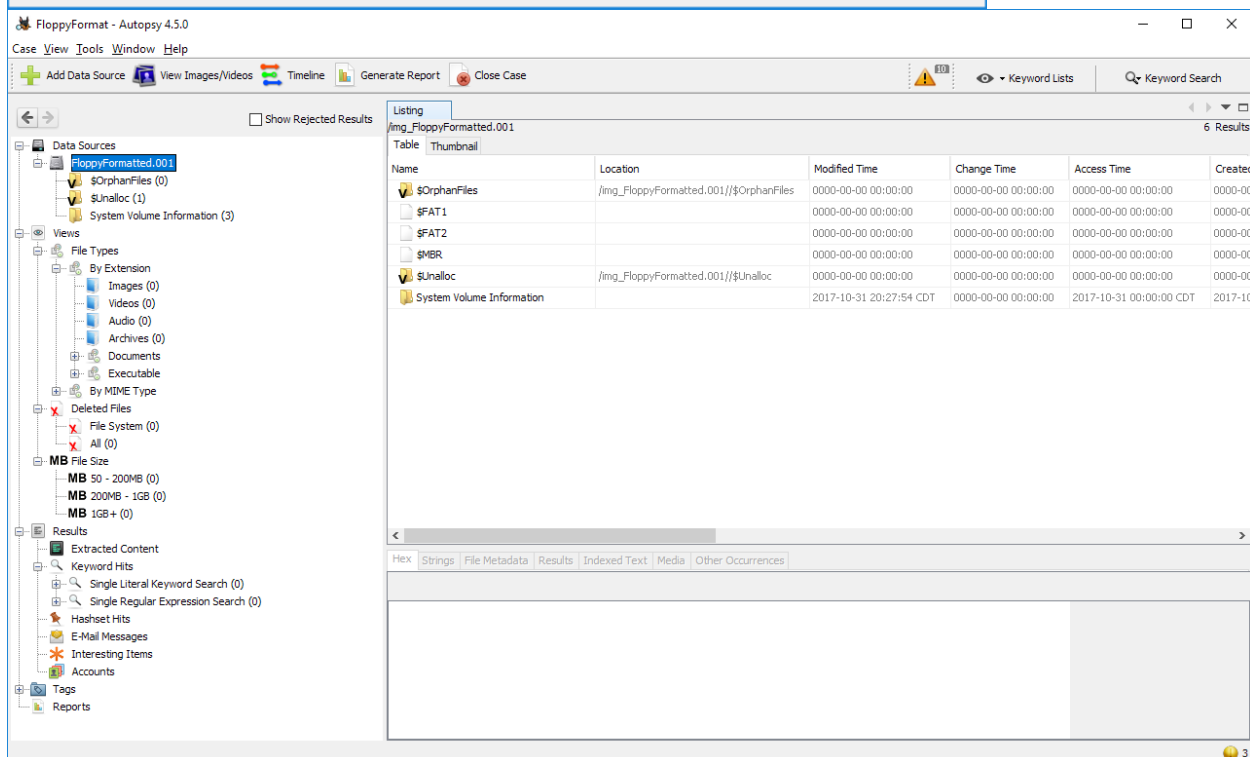 FloppyFormat - Autopsy 4.5.0
Case View Tools Window Help
Add Data Source View Images/Videos Timeline Generate Report Close Case 10 Keyword Lists Keyword Search
Show Rejected Results
Data Sources
FloppyFormatted.001
$OrphanFiles (0)
$Unalloc (1)
System Volume Information (3)
Views
File Types
By Extension
Images (0)
Videos (0)
Audio (0)
Archives (0)
Documents
Executable
By MIME Type
Deleted Files
File System (0)
All (0)
MB File Size
MB 50 - 200MB (0)
MB 200MB - 1GB (0)
MB 1GB+ (0)
Results
Extracted Content
Keyword Hits
Single Literal Keyword Search (0)
Single Regular Expression Search (0)
Hashset Hits
E-Mail Messages
Interesting Items
Accounts
Tags
Reports
Listing
/img_FloppyFormatted.001 6 Results
Table Thumbnail
Name Location Modified Time Change Time Access Time Created
$OrphanFiles /img_FloppyFormatted.001//$OrphanFiles 0000-00-00 00:00:00 0000-00-00 00:00:00 0000-00-00 00:00:00 0000-00
$FAT1 0000-00-00 00:00:00 0000-00-00 00:00:00 0000-00-00 00:00:00 0000-00
$FAT2 0000-00-00 00:00:00 0000-00-00 00:00:00 0000-00-00 00:00:00 0000-00
$MBR 0000-00-00 00:00:00 0000-00-00 00:00:00 0000-00-00 00:00:00 0000-00
$Unalloc /img_FloppyFormatted.001//$Unalloc 0000-00-00 00:00:00 0000-00-00 00:00:00 0000-00-00 00:00:00 0000-00
System Volume Information 2017-10-31 20:27:54 CDT 0000-00-00 00:00:00 2017-10-31 00:00:00 CDT 2017-10
Hex Strings File Metadata Results Indexed Text Media Other Occurrences
3